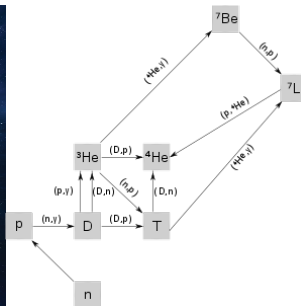 ⁷Be
(n,p)
(⁴He,γ)
⁷L
(p,⁴He)
³He
(D,p)
⁴He
(⁴He,γ)
(n,p)
(p,γ)
(D,n)
(D,n)
p
(n,γ)
D
(D,p)
T
n